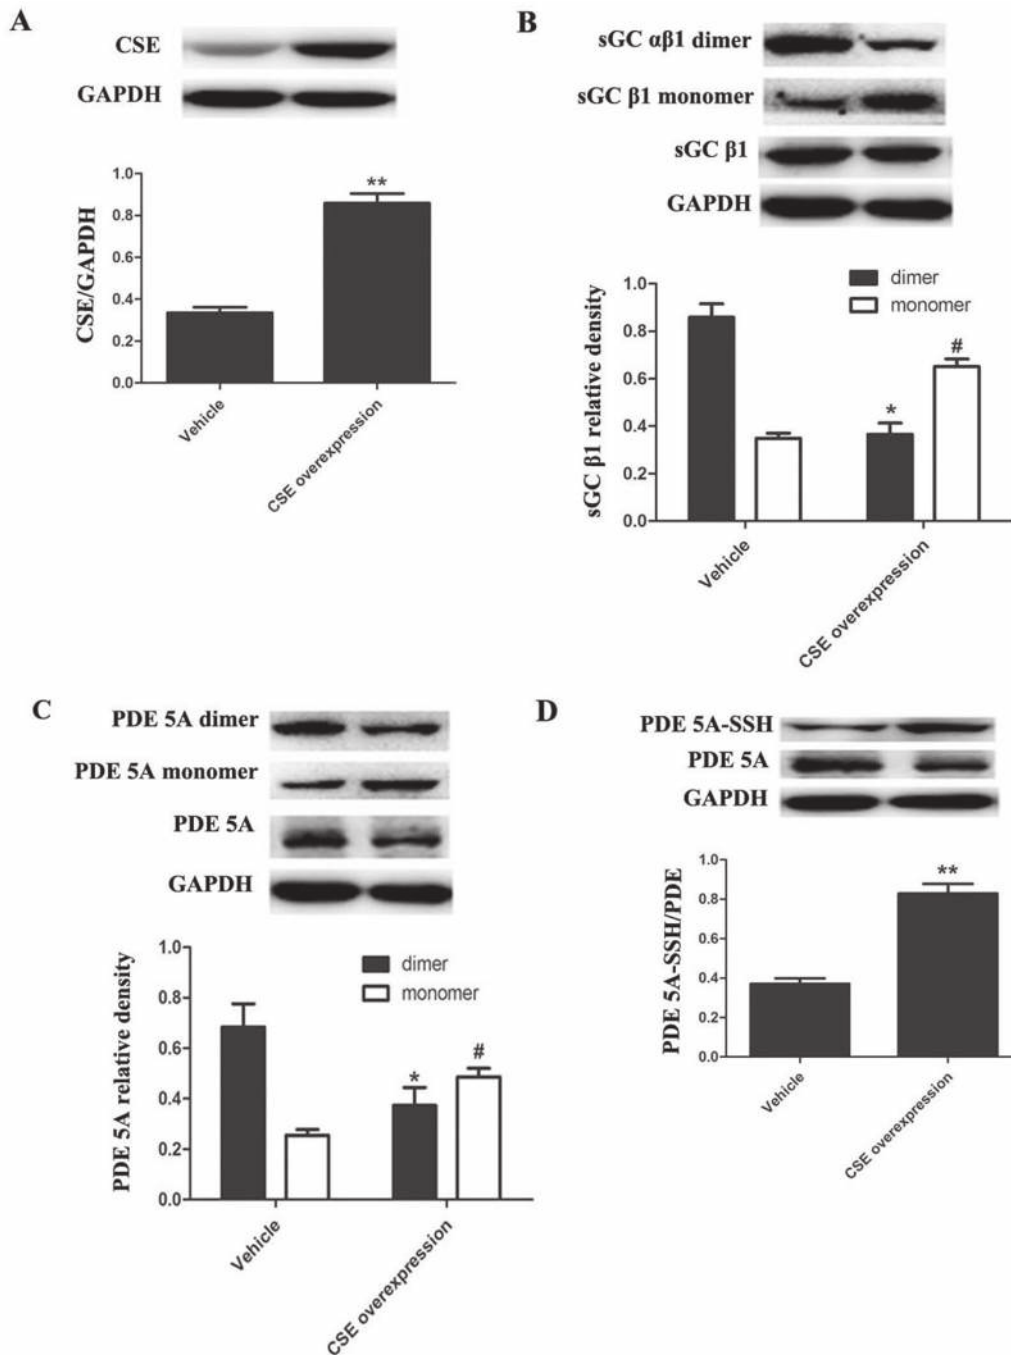 A
CSE
GAPDH
CSE/GAPDH
1.0
0.8
0.6
0.4
0.2
0.0
**
Vehicle
CSE overexpression
B
sGC αβ1 dimer
sGC β1 monomer
sGC β1
GAPDH
sGC β1 relative density
1.0
0.8
0.6
0.4
0.2
0.0
dimer
monomer
*
#
Vehicle
CSE overexpression
C
PDE 5A dimer
PDE 5A monomer
PDE 5A
GAPDH
PDE 5A relative density
1.0
0.8
0.6
0.4
0.2
0.0
dimer
monomer
*
#
Vehicle
CSE overexpression
D
PDE 5A-SSH
PDE 5A
GAPDH
PDE 5A-SSH/PDE
1.0
0.8
0.6
0.4
0.2
0.0
**
Vehicle
CSE overexpression